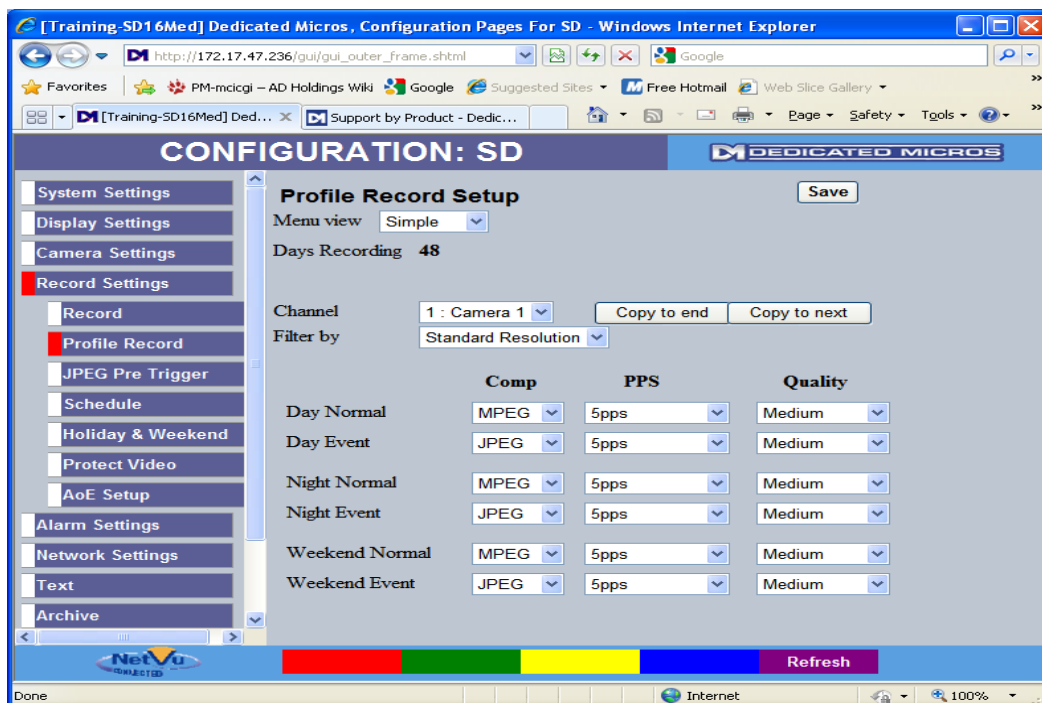 [Training-SD16Med] Dedicated Micros, Configuration Pages For SD - Windows Internet Explorer
http://172.17.47.236/gui/gui_outer_frame.shtml
Google
Favorites
PM-mcicgi – AD Holdings Wiki
Google
Suggested Sites
Free Hotmail
Web Slice Gallery
[Training-SD16Med] Ded...
Support by Product - Dedic...
Page
Safety
Tools
CONFIGURATION: SD
DEDICATED MICROS
System Settings
Display Settings
Camera Settings
Record Settings
Record
Profile Record
JPEG Pre Trigger
Schedule
Holiday & Weekend
Protect Video
AoE Setup
Alarm Settings
Network Settings
Text
Archive
Profile Record Setup
Save
Menu view Simple
Days Recording 48
Channel 1 : Camera 1 Copy to end Copy to next
Filter by Standard Resolution
Comp PPS Quality
Day Normal MPEG 5pps Medium
Day Event JPEG 5pps Medium
Night Normal MPEG 5pps Medium
Night Event JPEG 5pps Medium
Weekend Normal MPEG 5pps Medium
Weekend Event JPEG 5pps Medium
NetVu
CONNECTED
Refresh
Done
Internet
100%